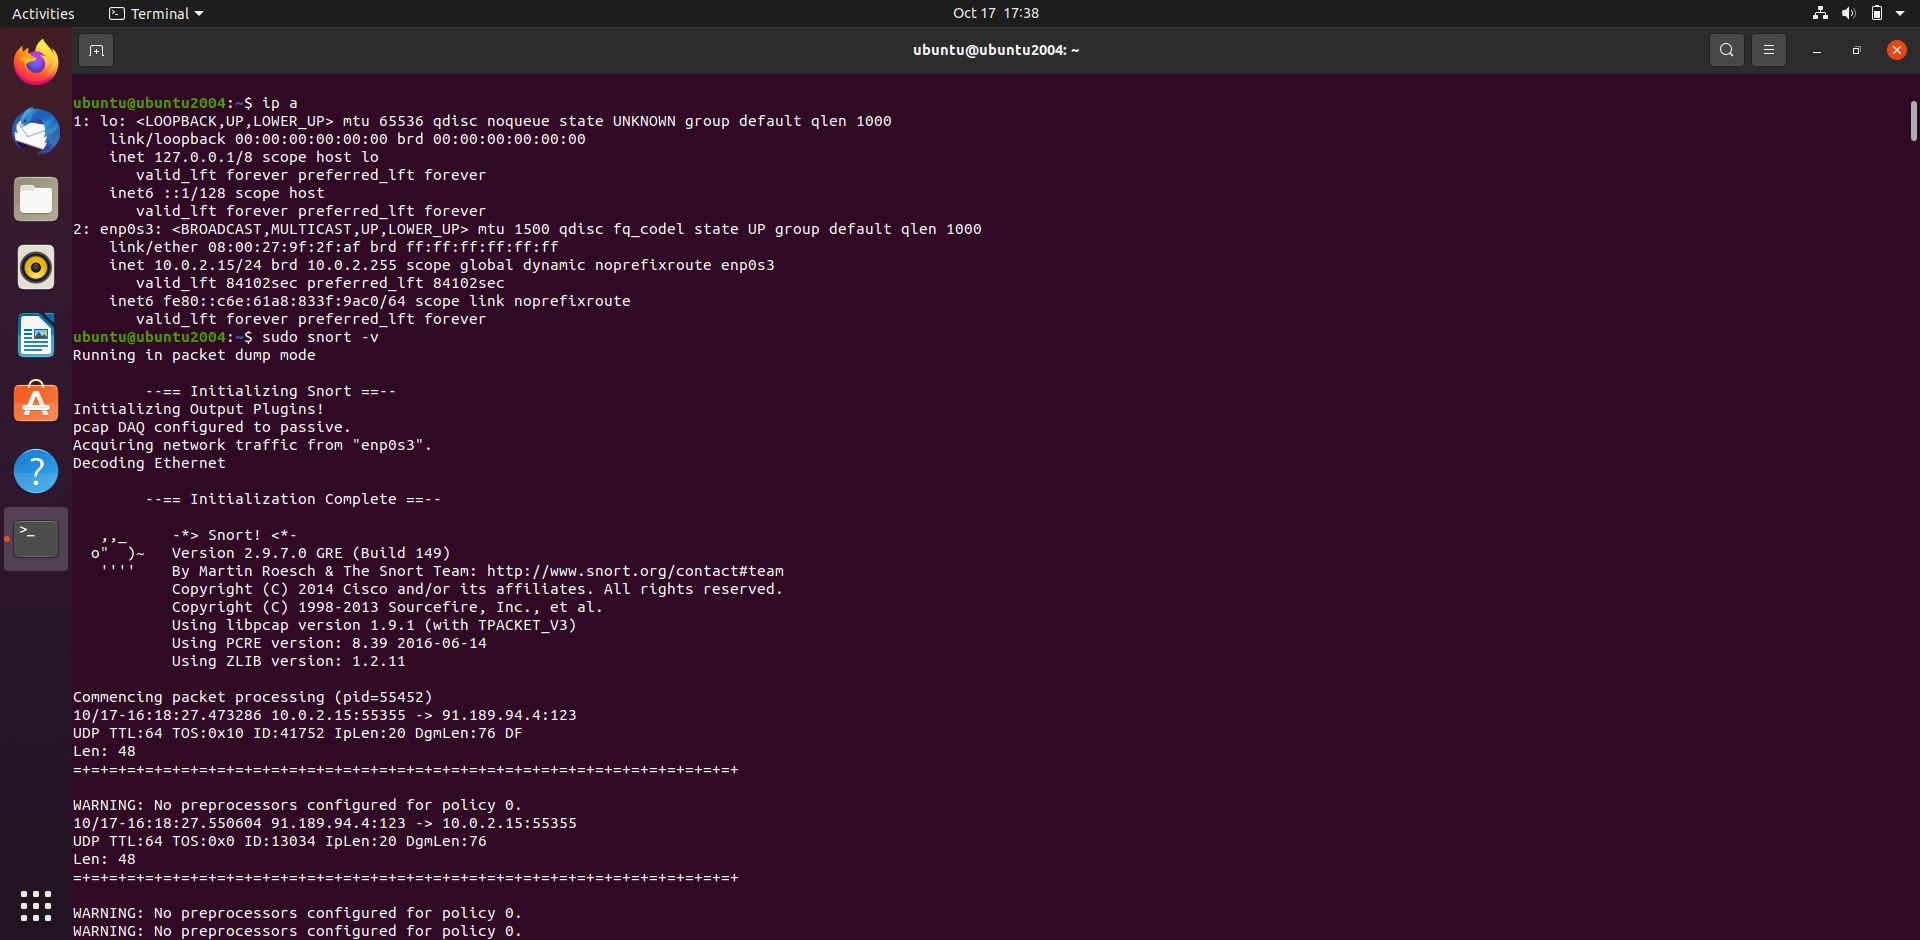 Activities
Terminal
Oct 17 17:38
ubuntu@ubuntu2004: ~
ubuntu@ubuntu2004:~$ ip a
1: lo: <LOOPBACK,UP,LOWER_UP> mtu 65536 qdisc noqueue state UNKNOWN group default qlen 1000
    link/loopback 00:00:00:00:00:00 brd 00:00:00:00:00:00
    inet 127.0.0.1/8 scope host lo
       valid_lft forever preferred_lft forever
    inet6 ::1/128 scope host
       valid_lft forever preferred_lft forever
2: enp0s3: <BROADCAST,MULTICAST,UP,LOWER_UP> mtu 1500 qdisc fq_codel state UP group default qlen 1000
    link/ether 08:00:27:9f:2f:af brd ff:ff:ff:ff:ff:ff
    inet 10.0.2.15/24 brd 10.0.2.255 scope global dynamic noprefixroute enp0s3
       valid_lft 84102sec preferred_lft 84102sec
    inet6 fe80::c6e:61a8:833f:9ac0/64 scope link noprefixroute
       valid_lft forever preferred_lft forever
ubuntu@ubuntu2004:~$ sudo snort -v
Running in packet dump mode
        --== Initializing Snort ==--
Initializing Output Plugins!
pcap DAQ configured to passive.
Acquiring network traffic from "enp0s3".
Decoding Ethernet
        --== Initialization Complete ==--
   ,,_     -*> Snort! <*-
  o"  )~   Version 2.9.7.0 GRE (Build 149)
   ''''    By Martin Roesch & The Snort Team: http://www.snort.org/contact#team
           Copyright (C) 2014 Cisco and/or its affiliates. All rights reserved.
           Copyright (C) 1998-2013 Sourcefire, Inc., et al.
           Using libpcap version 1.9.1 (with TPACKET_V3)
           Using PCRE version: 8.39 2016-06-14
           Using ZLIB version: 1.2.11
Commencing packet processing (pid=55452)
10/17-16:18:27.473286 10.0.2.15:55355 -> 91.189.94.4:123
UDP TTL:64 TOS:0x10 ID:41752 IpLen:20 DgmLen:76 DF
Len: 48
=+=+=+=+=+=+=+=+=+=+=+=+=+=+=+=+=+=+=+=+=+=+=+=+=+=+=+=+=+=+=+=+=+=+=+=+=+
WARNING: No preprocessors configured for policy 0.
10/17-16:18:27.550604 91.189.94.4:123 -> 10.0.2.15:55355
UDP TTL:64 TOS:0x0 ID:13034 IpLen:20 DgmLen:76
Len: 48
=+=+=+=+=+=+=+=+=+=+=+=+=+=+=+=+=+=+=+=+=+=+=+=+=+=+=+=+=+=+=+=+=+=+=+=+=+
WARNING: No preprocessors configured for policy 0.
WARNING: No preprocessors configured for policy 0.